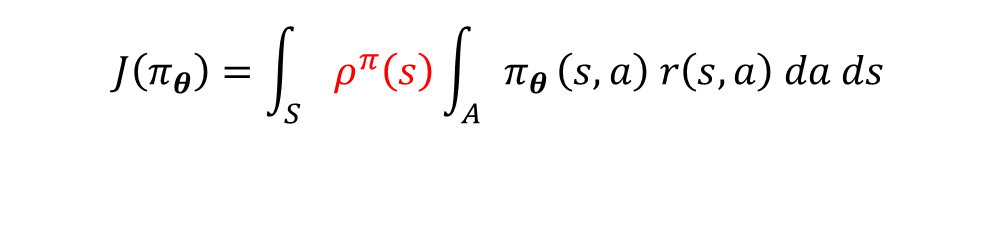 J(π_θ) = ∫_S ρ^π(s) ∫_A π_θ (s, a) r(s, a) da ds